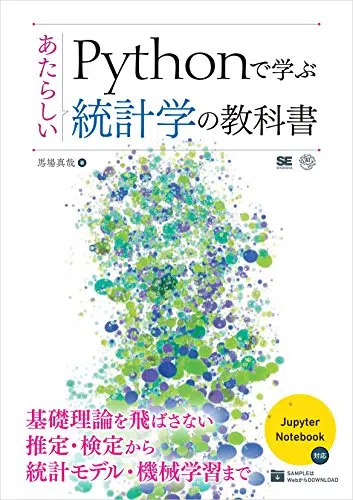 あたらしい
Pythonで学ぶ
統計学の教科書
馬場真哉 著
SE
SHOEISHA
基礎理論を飛ばさない
推定・検定から
統計モデル・機械学習まで
Jupyter
Notebook
対応
SAMPLEは
WebからDOWNLOAD